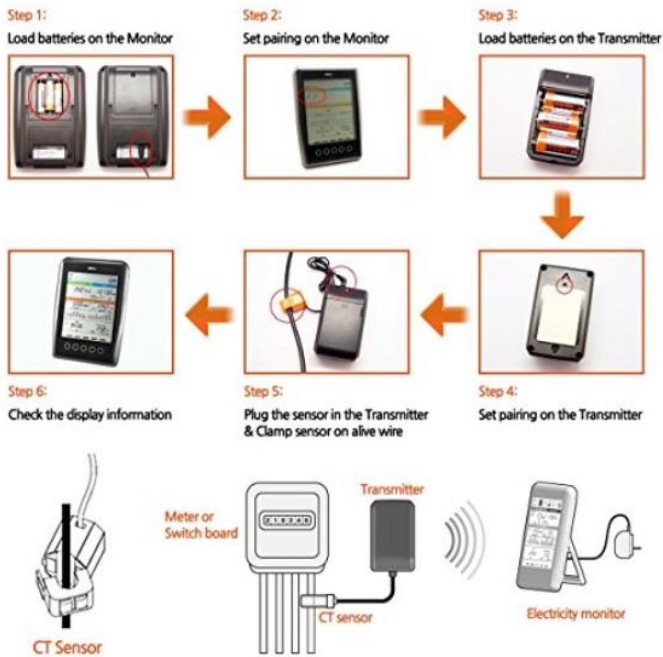 Step 1:
Load batteries on the Monitor
Step 2:
Set pairing on the Monitor
Step 3:
Load batteries on the Transmitter
Step 6:
Check the display information
Step 5:
Plug the sensor in the Transmitter
& Clamp sensor on alive wire
Step 4:
Set pairing on the Transmitter
CT Sensor
Meter or
Switch board
Transmitter
CT sensor
Electricity monitor